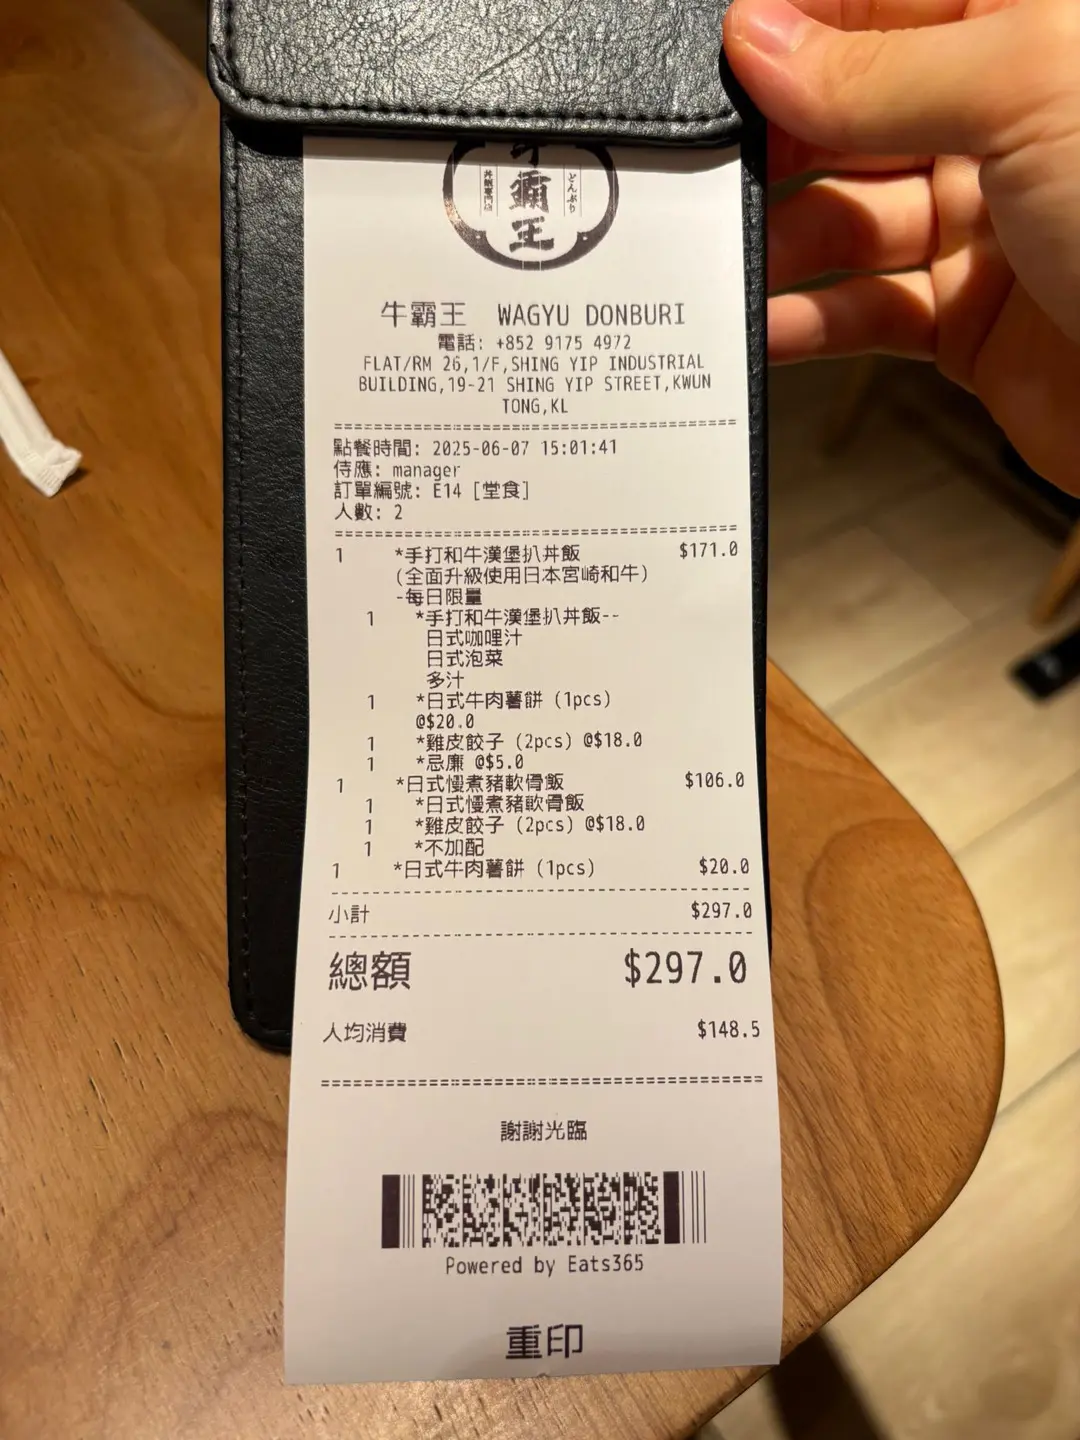 霸
王
丼飯專門店
どんぶり
牛霸王 WAGYU DONBURI
電話: +852 9175 4972
FLAT/RM 26,1/F,SHING YIP INDUSTRIAL
BUILDING,19-21 SHING YIP STREET,KWUN
TONG,KL
點餐時間: 2025-06-07 15:01:41
侍應: manager
訂單編號: E14 [堂食]
人數: 2
1 *手打和牛漢堡扒丼飯 $171.0
(全面升級使用日本宮崎和牛)
-每日限量
1 *手打和牛漢堡扒丼飯--
日式咖喱汁
日式泡菜
多汁
1 *日式牛肉薯餅 (1pcs)
@$20.0
1 *雞皮餃子 (2pcs) @$18.0
1 *忌廉 @$5.0
1 *日式慢煮豬軟骨飯 $106.0
1 *日式慢煮豬軟骨飯
1 *雞皮餃子 (2pcs) @$18.0
1 *不加配
1 *日式牛肉薯餅 (1pcs) $20.0
小計 $297.0
總額 $297.0
人均消費 $148.5
謝謝光臨
Powered by Eats365
重印